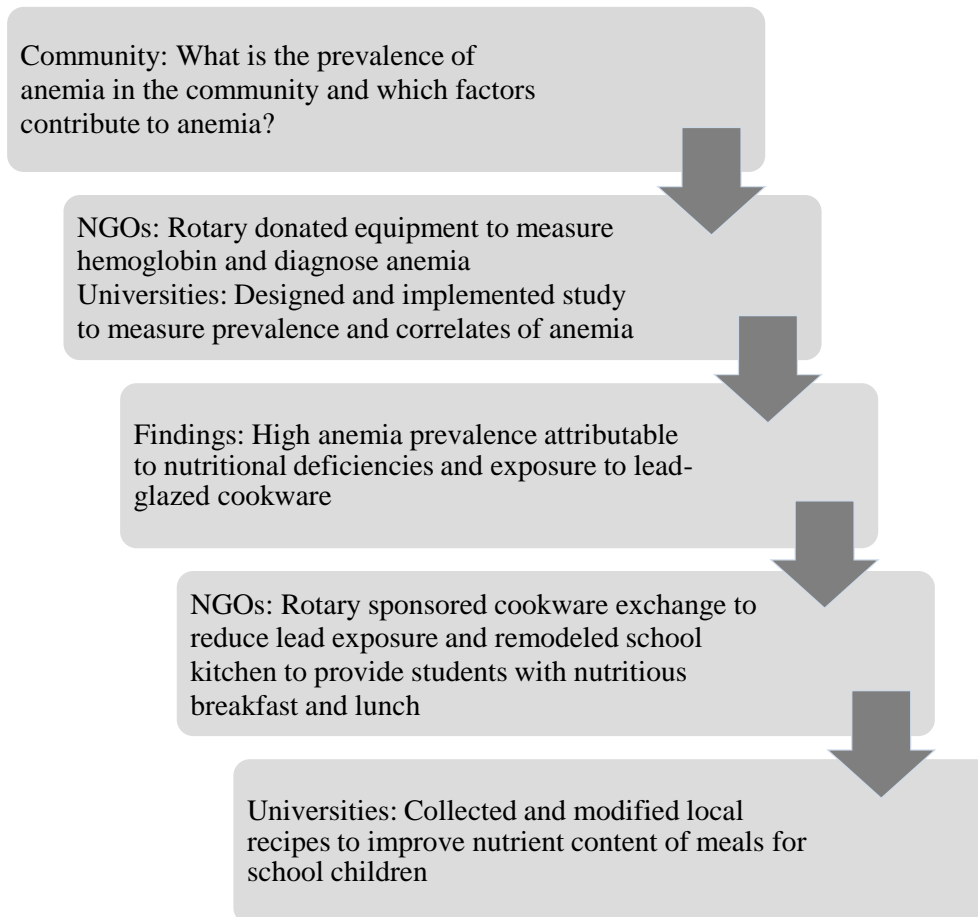 Community: What is the prevalence of
anemia in the community and which factors
contribute to anemia?
NGOs: Rotary donated equipment to measure
hemoglobin and diagnose anemia
Universities: Designed and implemented study
to measure prevalence and correlates of anemia
Findings: High anemia prevalence attributable
to nutritional deficiencies and exposure to lead-
glazed cookware
NGOs: Rotary sponsored cookware exchange to
reduce lead exposure and remodeled school
kitchen to provide students with nutritious
breakfast and lunch
Universities: Collected and modified local
recipes to improve nutrient content of meals for
school children